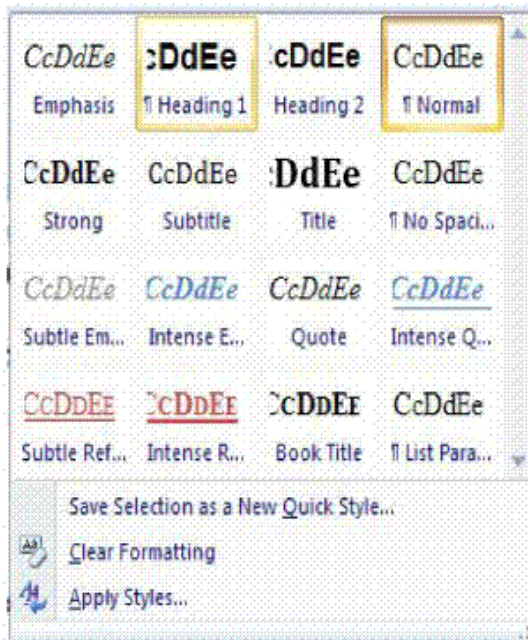 CcDdEe cDdEe cDdEe CcDdEe
Emphasis ¶ Heading 1 Heading 2 ¶ Normal
CcDdEe CcDdEe DdEe CcDdEe
Strong Subtitle Title ¶ No Spaci...
CcDdEe CcDdEe CcDdEe CcDdEe
Subtle Em... Intense E... Quote Intense Q...
CCDDEE CCDDEE CCDDEE CcDdEe
Subtle Ref... Intense R... Book Title ¶ List Para...
Save Selection as a New Quick Style...
Clear Formatting
Apply Styles...